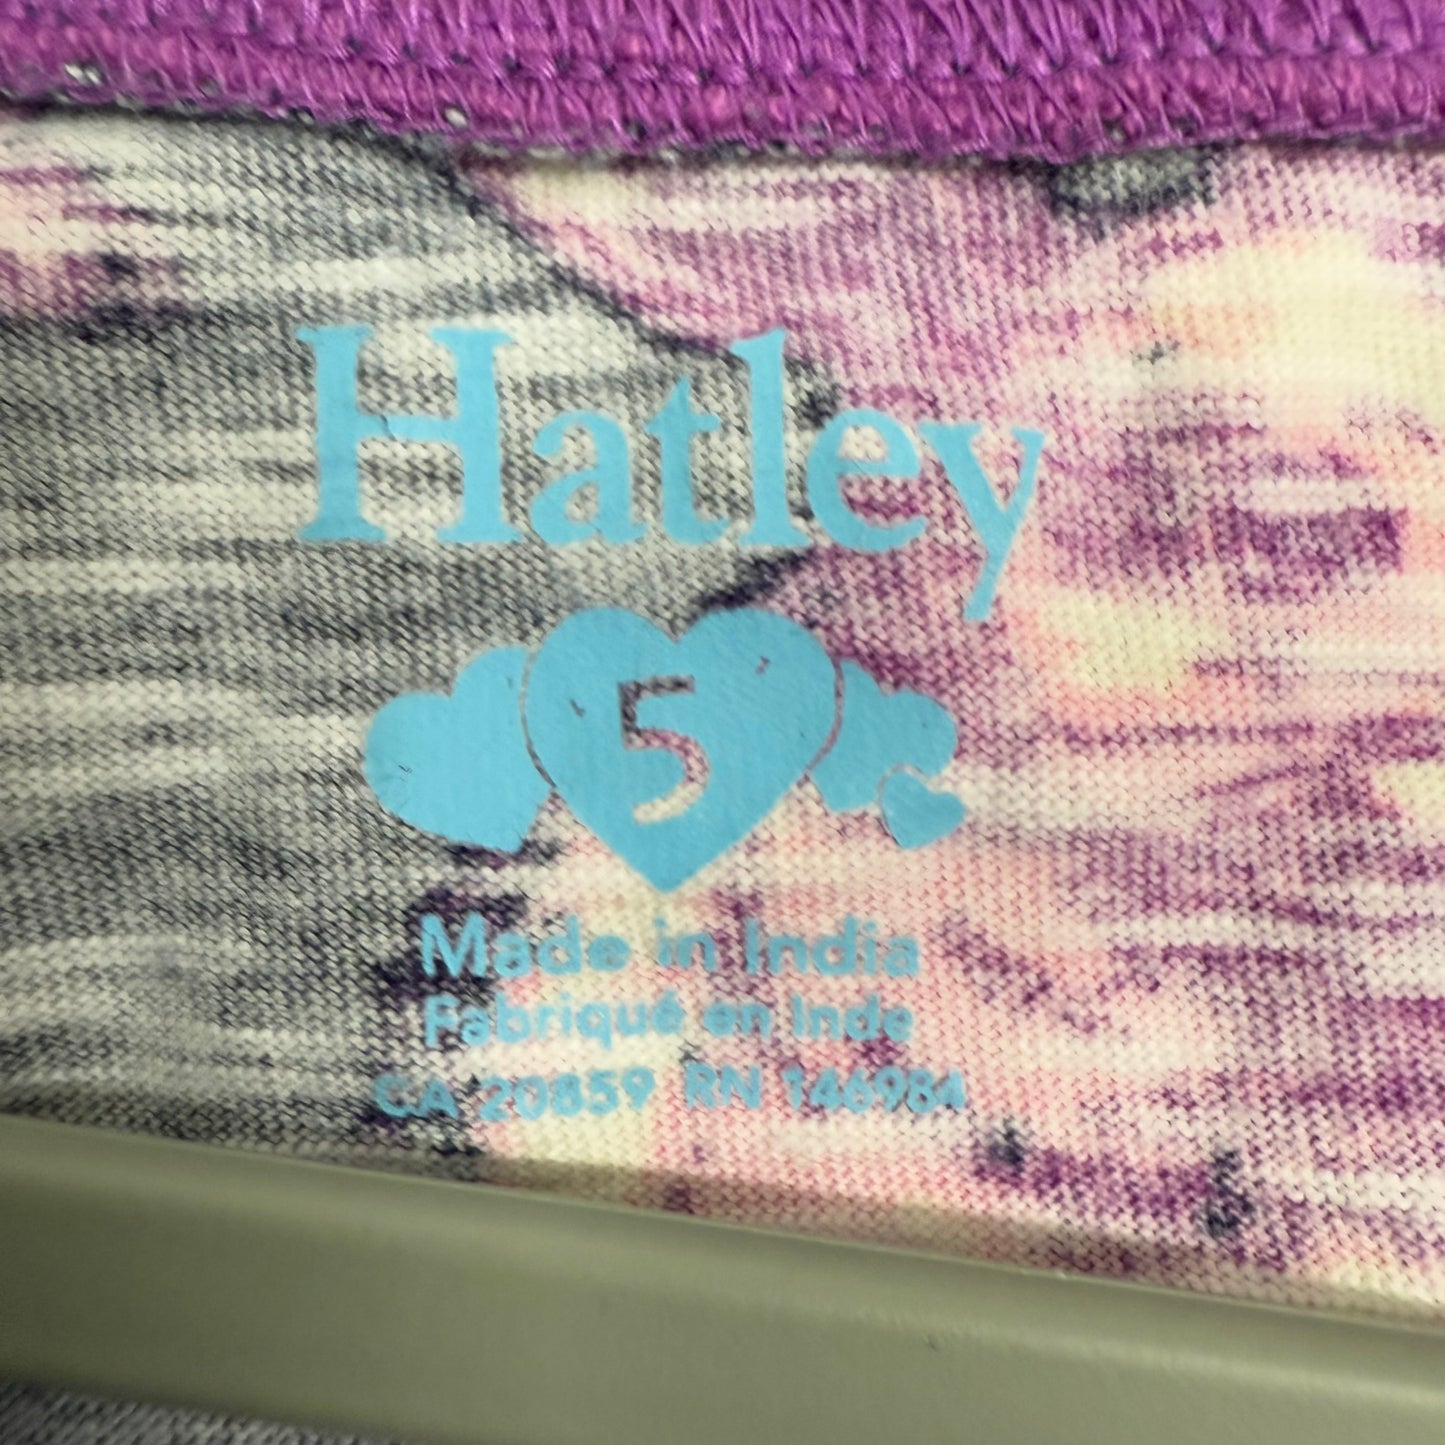 Hatley
5
Made in India
Fabriqué en Inde
CA 20859 RN 146984